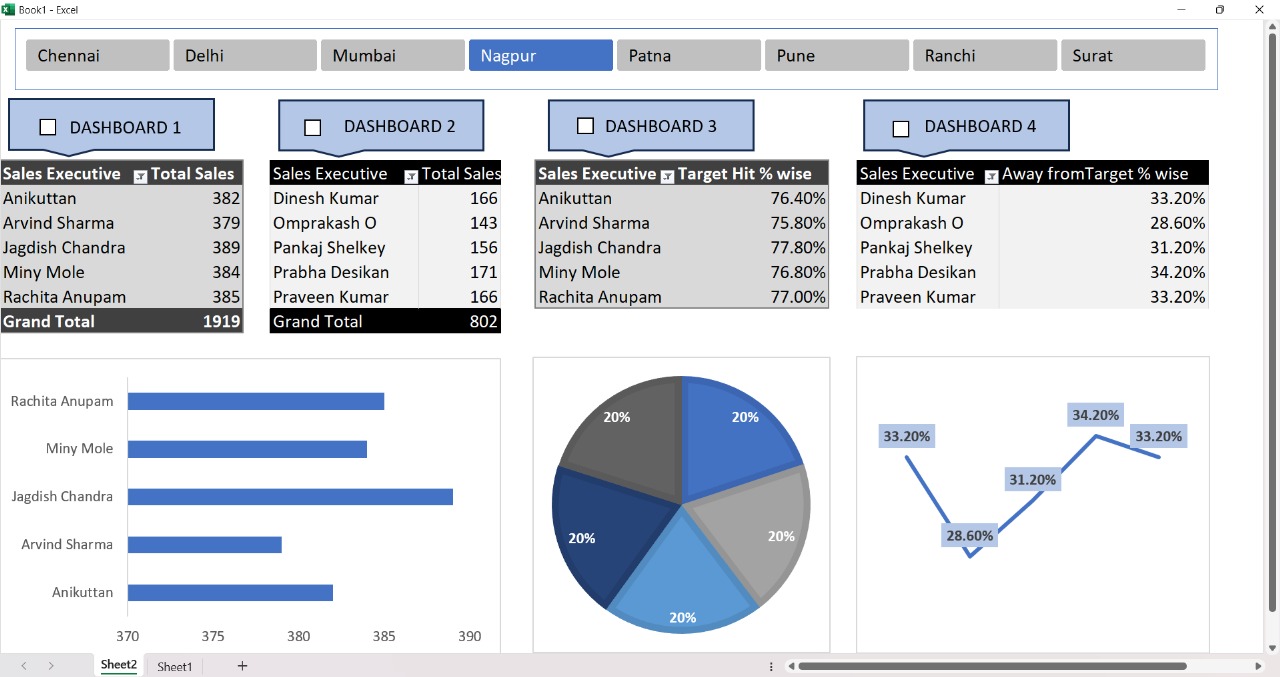 Book1 - Excel
Chennai Delhi Mumbai Nagpur Patna Pune Ranchi Surat
DASHBOARD 1 DASHBOARD 2 DASHBOARD 3 DASHBOARD 4
Sales Executive Total Sales
Anikuttan 382
Arvind Sharma 379
Jagdish Chandra 389
Miny Mole 384
Rachita Anupam 385
Grand Total 1919
Sales Executive Total Sales
Dinesh Kumar 166
Omprakash O 143
Pankaj Shelkey 156
Prabha Desikan 171
Praveen Kumar 166
Grand Total 802
Sales Executive Target Hit % wise
Anikuttan 76.40%
Arvind Sharma 75.80%
Jagdish Chandra 77.80%
Miny Mole 76.80%
Rachita Anupam 77.00%
Sales Executive Away fromTarget % wise
Dinesh Kumar 33.20%
Omprakash O 28.60%
Pankaj Shelkey 31.20%
Prabha Desikan 34.20%
Praveen Kumar 33.20%
Rachita Anupam
Miny Mole
Jagdish Chandra
Arvind Sharma
Anikuttan
370 375 380 385 390
20% 20%
20% 20%
20%
34.20%
33.20% 33.20%
31.20%
28.60%
Sheet2 Sheet1